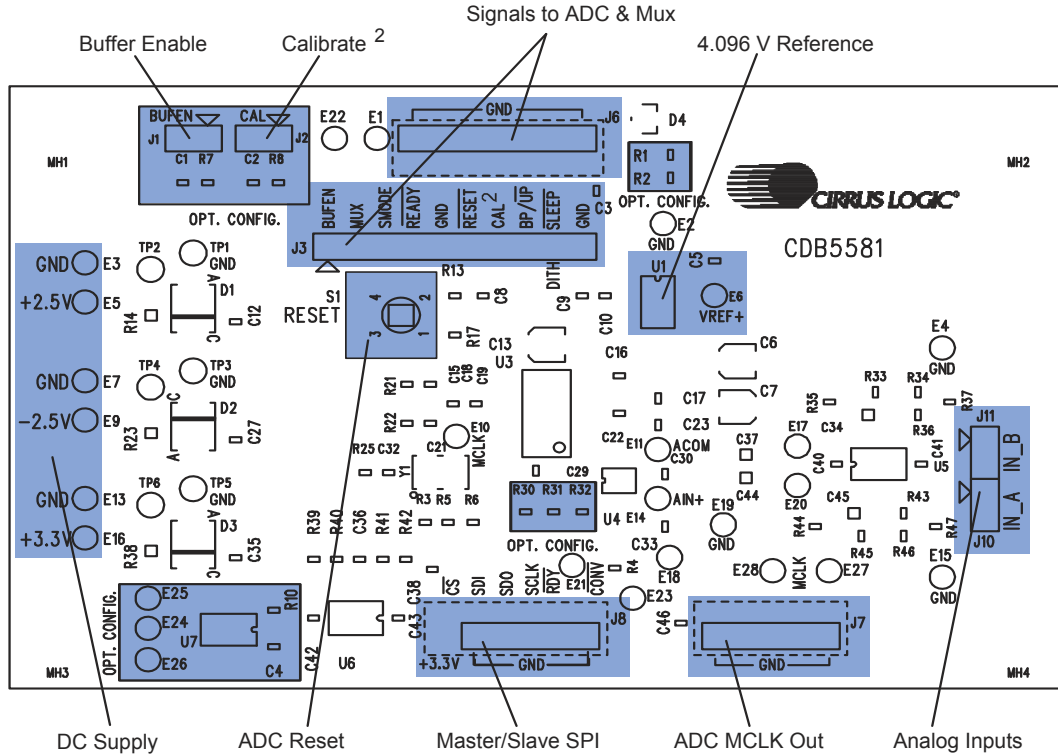 Signals to ADC & Mux
Buffer Enable
Calibrate 2
4.096 V Reference
BUFEN
CAL
J1
J2
C1 R7
C2 R8
E22
E1
GND
J6
D4
R1
R2
MH1
MH2
OPT. CONFIG.
OPT. CONFIG.
BUFEN
MUX
SMODE
READY
GND
RESET
CAL 2
BP/UP
SLEEP
GND
C3
J3
CIRRUS LOGIC®
CDB5581
E2
GND
U1
C5
E6
VREF+
GND E3
+2.5V E5
TP2
TP1
GND
A
D1
C
R14
C12
S1
RESET
4
2
3
1
R13
C8
R17
DITH
C9
C10
C13
U3
C16
C6
C7
E4
GND
GND E7
-2.5V E9
TP4
TP3
GND
C
D2
A
R23
C27
R21
R22
C15
C18
C19
E10
MCLK
R25
C32
Y1
C21
R3
R5
R6
C17
C23
C22
E11
ACOM
C30
C29
AIN+
E14
U4
R30 R31 R32
OPT. CONFIG.
C37
C44
E17
E20
E19
GND
R33
R34
R35
R36
R37
C34
C40
C41
U5
C45
R43
R44
R45
R46
R47
J11
IN_B
IN_A
J10
E15
GND
GND E13
+3.3V E16
TP6
TP5
GND
A
D3
C
R38
C35
R39
R40
C36
R41
R42
C33
E18
E28
MCLK
E27
OPT. CONFIG.
E25
E24
E26
U7
R10
C4
C42
U6
C43
C38
CS
SDI
SDO
SCLK
RDY
E21
CONV
R4
E23
J8
+3.3V
GND
C46
J7
GND
MH3
MH4
DC Supply
ADC Reset
Master/Slave SPI
ADC MCLK Out
Analog Inputs